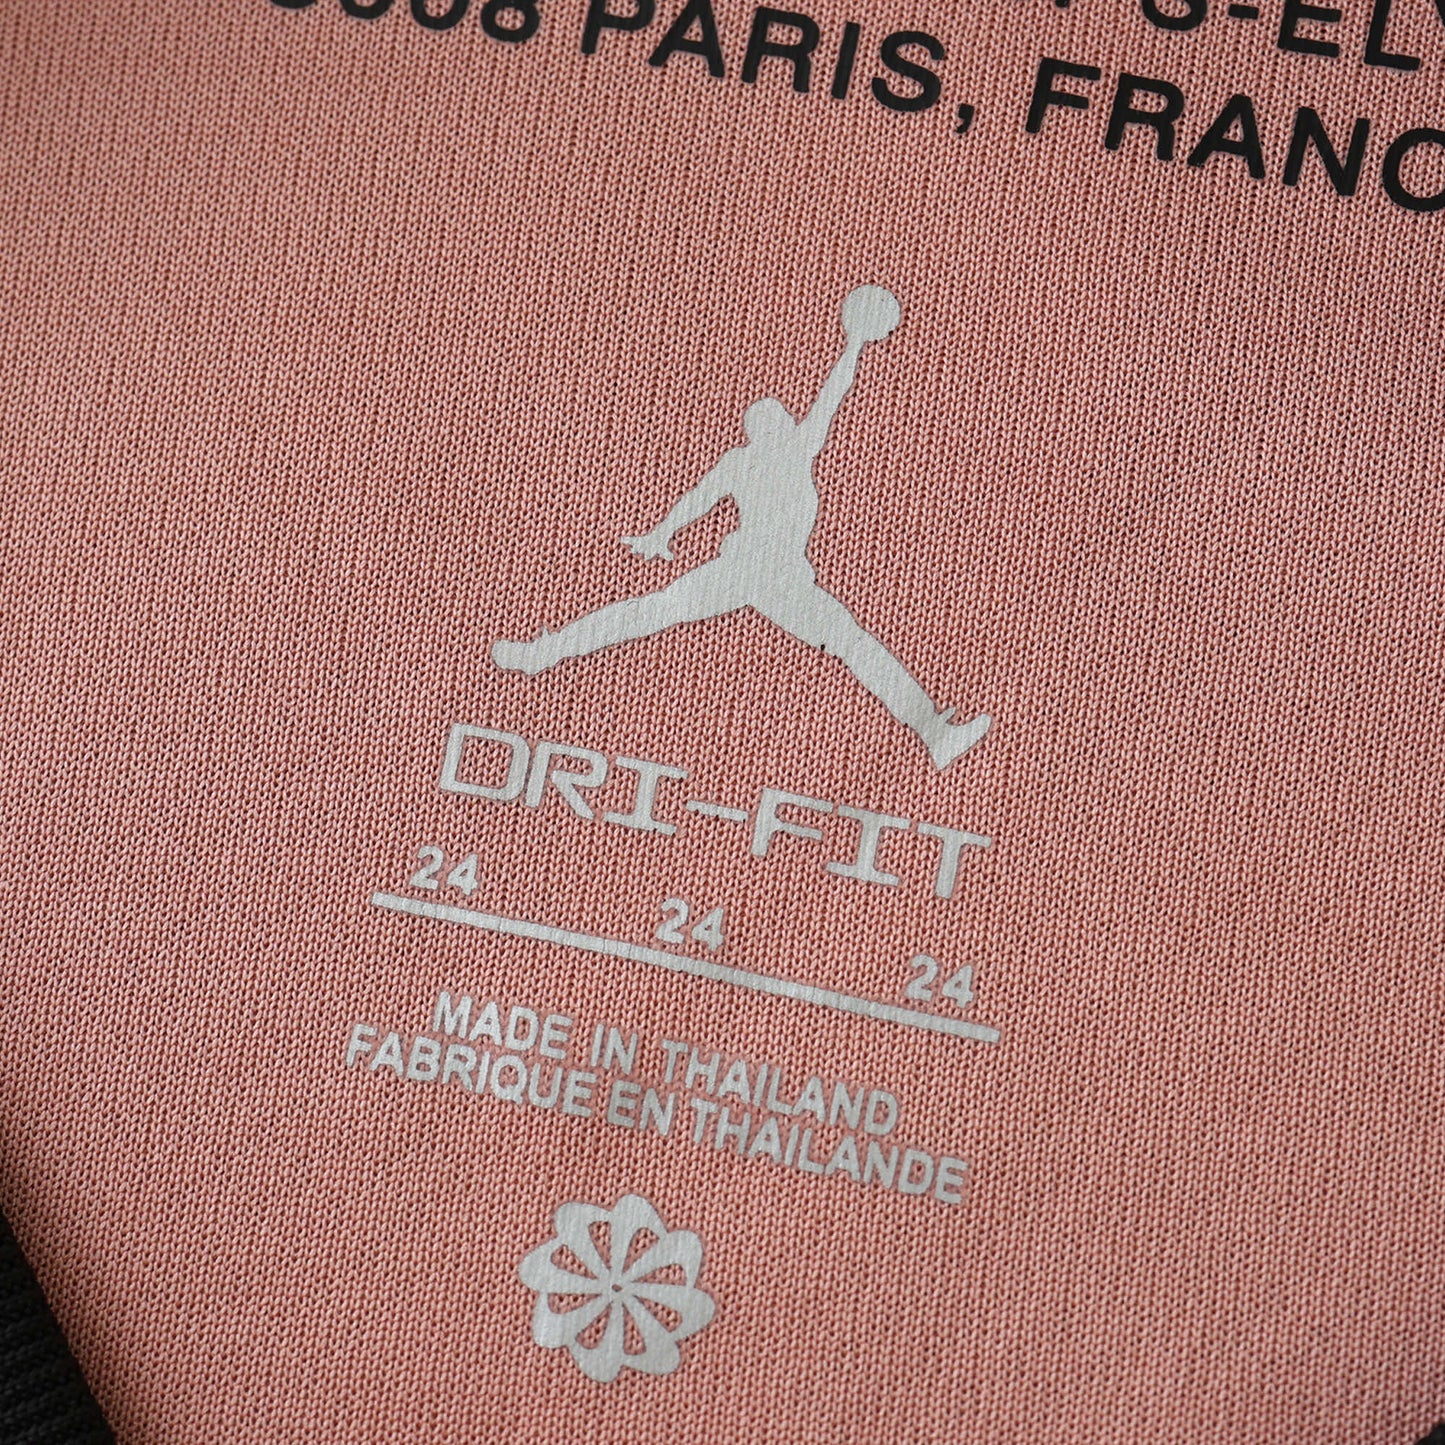 PARIS, FRANC
DRI-FIT
24 24 24
MADE IN THAILAND
FABRIQUE EN THAILANDE